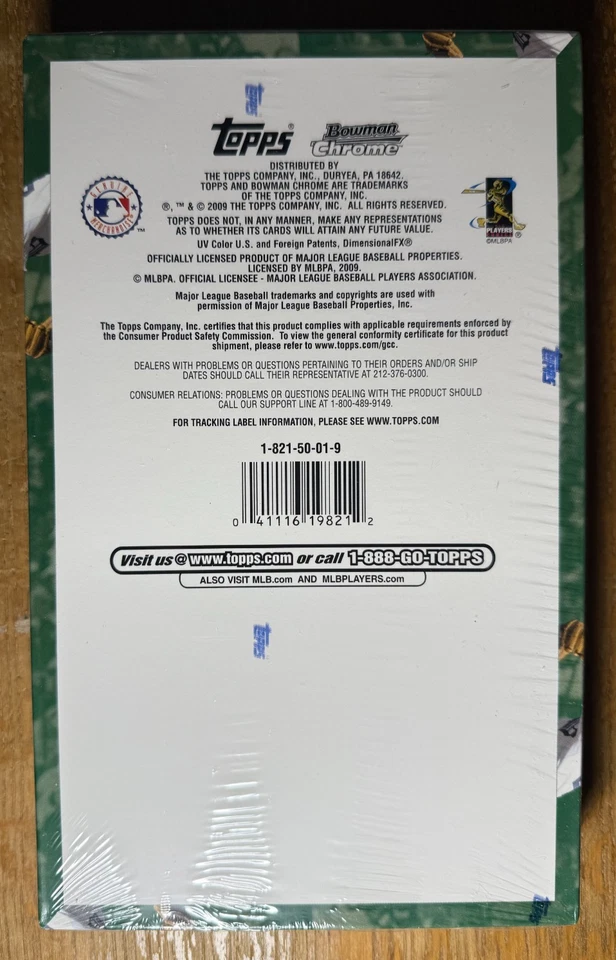 topps
topps® Bowman Chrome
DISTRIBUTED BY
THE TOPPS COMPANY, INC., DURYEA, PA 18642.
TOPPS AND BOWMAN CHROME ARE TRADEMARKS
OF THE TOPPS COMPANY, INC.
®, ™ & © 2009 THE TOPPS COMPANY, INC. ALL RIGHTS RESERVED.
GENUINE MERCHANDISE ™
PLAYERS CHOICE ®
©MLBPA
TOPPS DOES NOT, IN ANY MANNER, MAKE ANY REPRESENTATIONS
AS TO WHETHER ITS CARDS WILL ATTAIN ANY FUTURE VALUE.
UV Color U.S. and Foreign Patents, DimensionalFX®
OFFICIALLY LICENSED PRODUCT OF MAJOR LEAGUE BASEBALL PROPERTIES.
LICENSED BY MLBPA, 2009.
© MLBPA. OFFICIAL LICENSEE - MAJOR LEAGUE BASEBALL PLAYERS ASSOCIATION.
Major League Baseball trademarks and copyrights are used with
permission of Major League Baseball Properties, Inc.
The Topps Company, Inc. certifies that this product complies with applicable requirements enforced by
the Consumer Product Safety Commission. To view the general conformity certificate for this product
shipment, please refer to www.topps.com/gcc.
DEALERS WITH PROBLEMS OR QUESTIONS PERTAINING TO THEIR ORDERS AND/OR SHIP
DATES SHOULD CALL THEIR REPRESENTATIVE AT 212-376-0300.
topps
CONSUMER RELATIONS: PROBLEMS OR QUESTIONS DEALING WITH THE PRODUCT SHOULD
CALL OUR SUPPORT LINE AT 1-800-489-9149.
FOR TRACKING LABEL INFORMATION, PLEASE SEE WWW.TOPPS.COM
1-821-50-01-9
0 41116 19821 2
Visit us @ www.topps.com or call 1-888-GO-TOPPS
ALSO VISIT MLB.com AND MLBPLAYERS.com
topps
topps